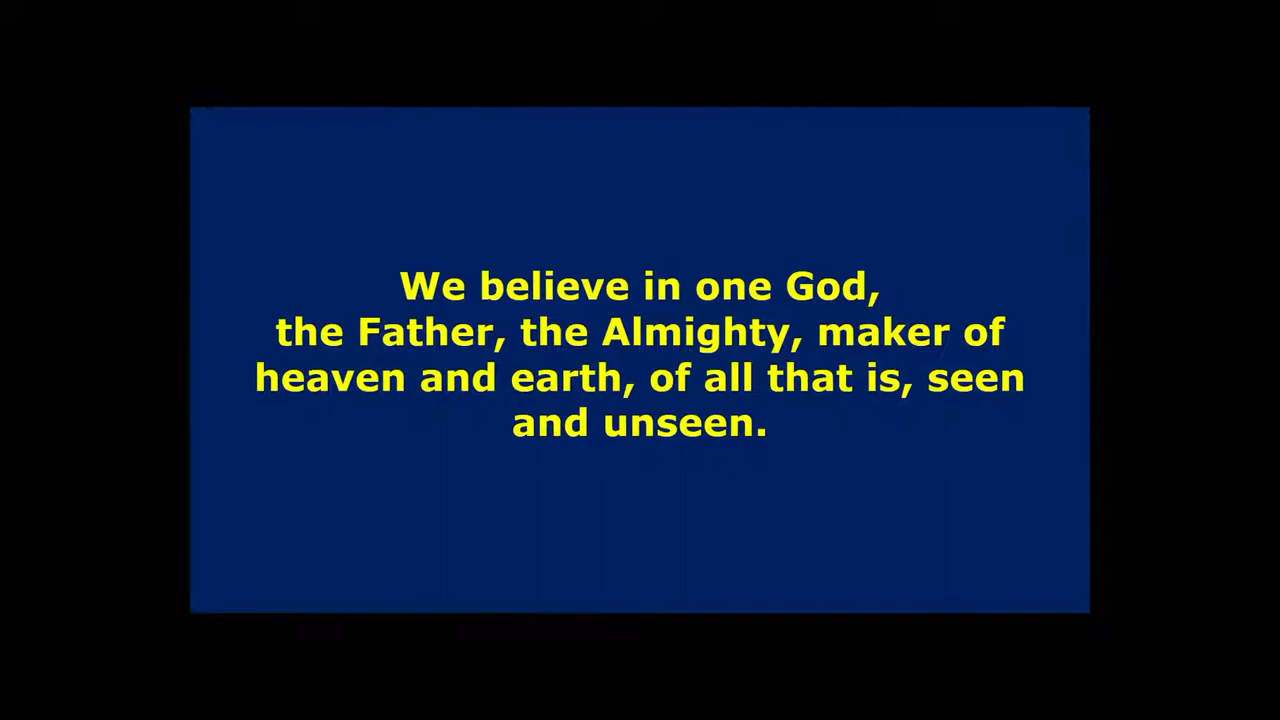 We believe in one God,
the Father, the Almighty, maker of
heaven and earth, of all that is, seen
and unseen.